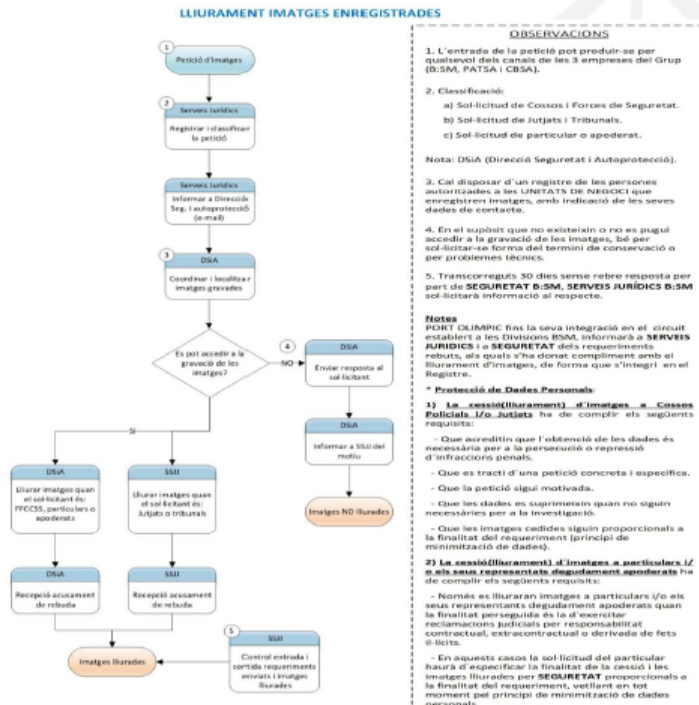 LLIURAMENT IMATGES ENREGISTRADES
1
Petició d'imatges
2
Serveis Jurídics
Registrar i classificar
la petició
Serveis Jurídics
Informar a Direcció
Seg. i autoprotecció
(e-mail)
3
DSiA
Coordinar i localitzar
imatges gravades
Es pot accedir a la
gravació de les
imatges?
NO
4
DSiA
Enviar resposta al
sol·licitant
DSiA
Informar a SSJJ del
motiu
Imatges NO lliurades
SI
DSiA
Lliurar imatges quan
el sol·licitant és:
FFCCSS, particulars o
apoderats
SSJJ
Lliurar imatges quan
el sol·licitant és:
Jutjats o tribunals
DSiA
Recepció acusament
de rebuda
SSJJ
Recepció acusament
de rebuda
Imatges lliurades
5
SSJJ
Control entrada i
sortida requeriments
enviats i imatges
lliurades
OBSERVACIONS
1. L'entrada de la petició pot produir-se per
qualsevol dels canals de les 3 empreses del Grup
(B:SM, PATSA i CBSA).
2. Classificació:
a) Sol·licitud de Cossos i Forces de Seguretat.
b) Sol·licitud de Jutjats i Tribunals.
c) Sol·licitud de particular o apoderat.
Nota: DSiA (Direcció Seguretat i Autoprotecció).
3. Cal disposar d'un registre de les persones
autoritzades a les UNITATS DE NEGOCI que
enregistren imatges, amb indicació de les seves
dades de contacte.
4. En el supòsit que no existeixin o no es pugui
accedir a la gravació de les imatges, bé per
sol·licitar-se forma del termini de conservació o
per problemes tècnics.
5. Transcorreguts 30 dies sense rebre resposta per
part de SEGURETAT B:SM, SERVEIS JURÍDICS B:SM
sol·licitarà informació al respecte.
Notes
PORT OLIMPIC fins la seva integració en el circuit
establert a les Divisions BSM, informarà a SERVEIS
JURIDICS i a SEGURETAT dels requeriments
rebuts, als quals s'ha donat compliment amb el
lliurament d'imatges, de forma que s'integri en el
Registre.
* Protecció de Dades Personals:
1) La cessió(lliurament) d'imatges a Cossos
Policials i/o Jutjats ha de complir els següents
requisits:
- Que acreditin que l'obtenció de les dades és
necessària per a la persecució o repressió
d'infraccions penals.
- Que es tracti d'una petició concreta i específica.
- Que la petició sigui motivada.
- Que les dades es suprimeixin quan no siguin
necessàries per a la investigació.
- Que les imatges cedides siguin proporcionals a
la finalitat del requeriment (principi de
minimització de dades).
2) La cessió(lliurament) d'imatges a particulars i/
o els seus representats degudament apoderats ha
de complir els següents requisits:
- Només es lliuraran imatges a particulars i/o els
seus representants degudament apoderats quan
la finalitat perseguida és la d'exercitar
reclamacions judicials per responsabilitat
contractual, extracontractual o derivada de fets
il·lícits.
- En aquests casos la sol·licitud del particular
haurà d'especificar la finalitat de la cessió i les
imatges lliurades per SEGURETAT proporcionals a
la finalitat del requeriment, vetllant en tot
moment pel principi de minimització de dades
personals.